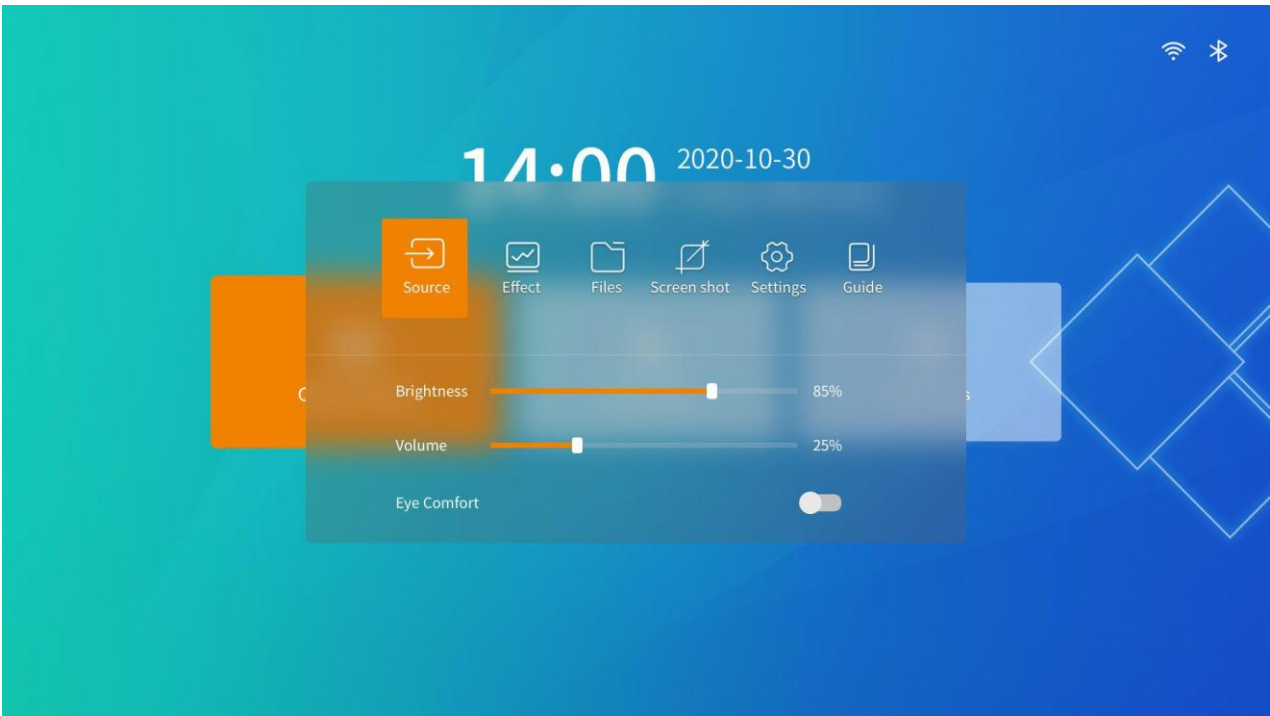 14:00 2020-10-30
Source Effect Files Screen shot Settings Guide
Brightness 85%
Volume 25%
Eye Comfort